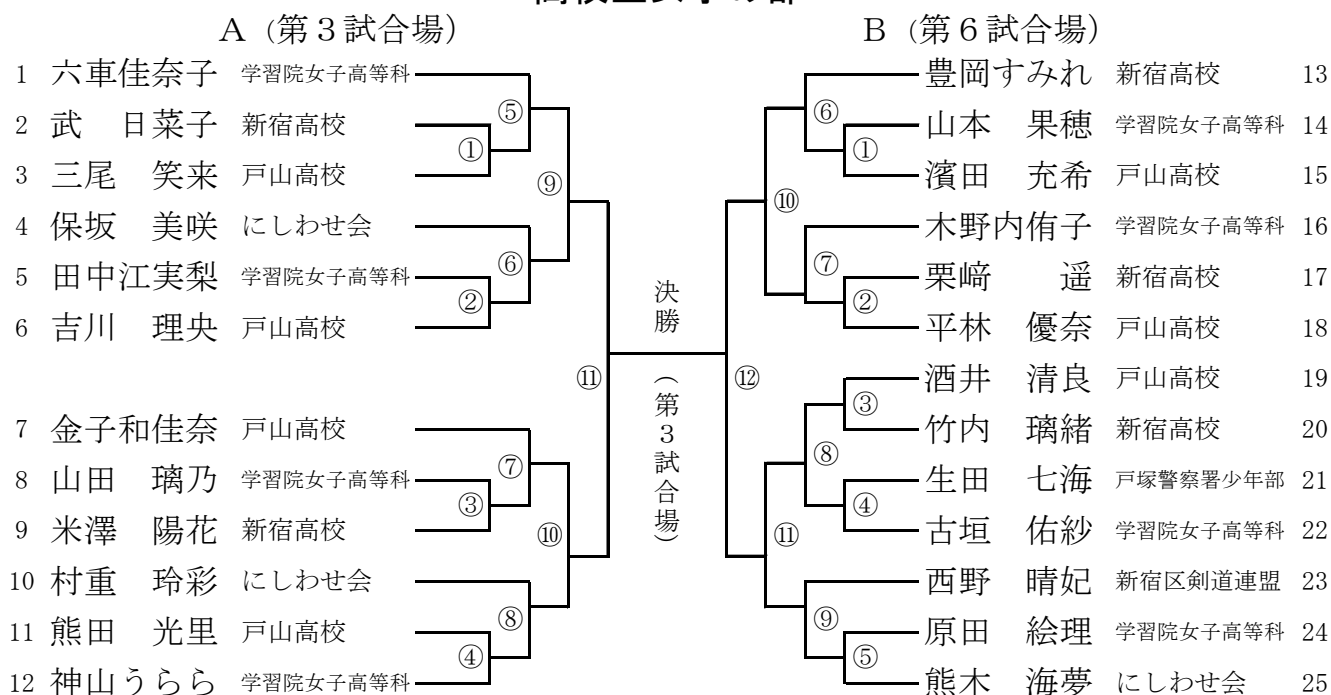 A (第３試合場)
B (第６試合場)
1 六車佳奈子 学習院女子高等科
2 武 日菜子 新宿高校
3 三尾 笑来 戸山高校
4 保坂 美咲 にしわせ会
5 田中江実梨 学習院女子高等科
6 吉川 理央 戸山高校
7 金子和佳奈 戸山高校
8 山田 璃乃 学習院女子高等科
9 米澤 陽花 新宿高校
10 村重 玲彩 にしわせ会
11 熊田 光里 戸山高校
12 神山うらら 学習院女子高等科
⑤
①
⑨
⑥
②
⑪
⑦
③
⑩
⑧
④
決勝
（第３試合場）
⑥
①
⑩
⑦
②
⑫
③
⑧
④
⑪
⑨
⑤
豊岡すみれ 新宿高校 13
山本 果穂 学習院女子高等科 14
濱田 充希 戸山高校 15
木野内侑子 学習院女子高等科 16
栗﨑 遥 新宿高校 17
平林 優奈 戸山高校 18
酒井 清良 戸山高校 19
竹内 璃緒 新宿高校 20
生田 七海 戸塚警察署少年部 21
古垣 佑紗 学習院女子高等科 22
西野 晴妃 新宿区剣道連盟 23
原田 絵理 学習院女子高等科 24
熊木 海夢 にしわせ会 25